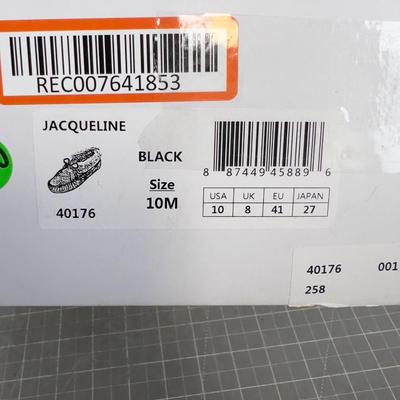 REC007641853
JACQUELINE
BLACK
Size
10M
40176
8 87449 45889 6
USA UK EU JAPAN
10 8 41 27
40176 001
258